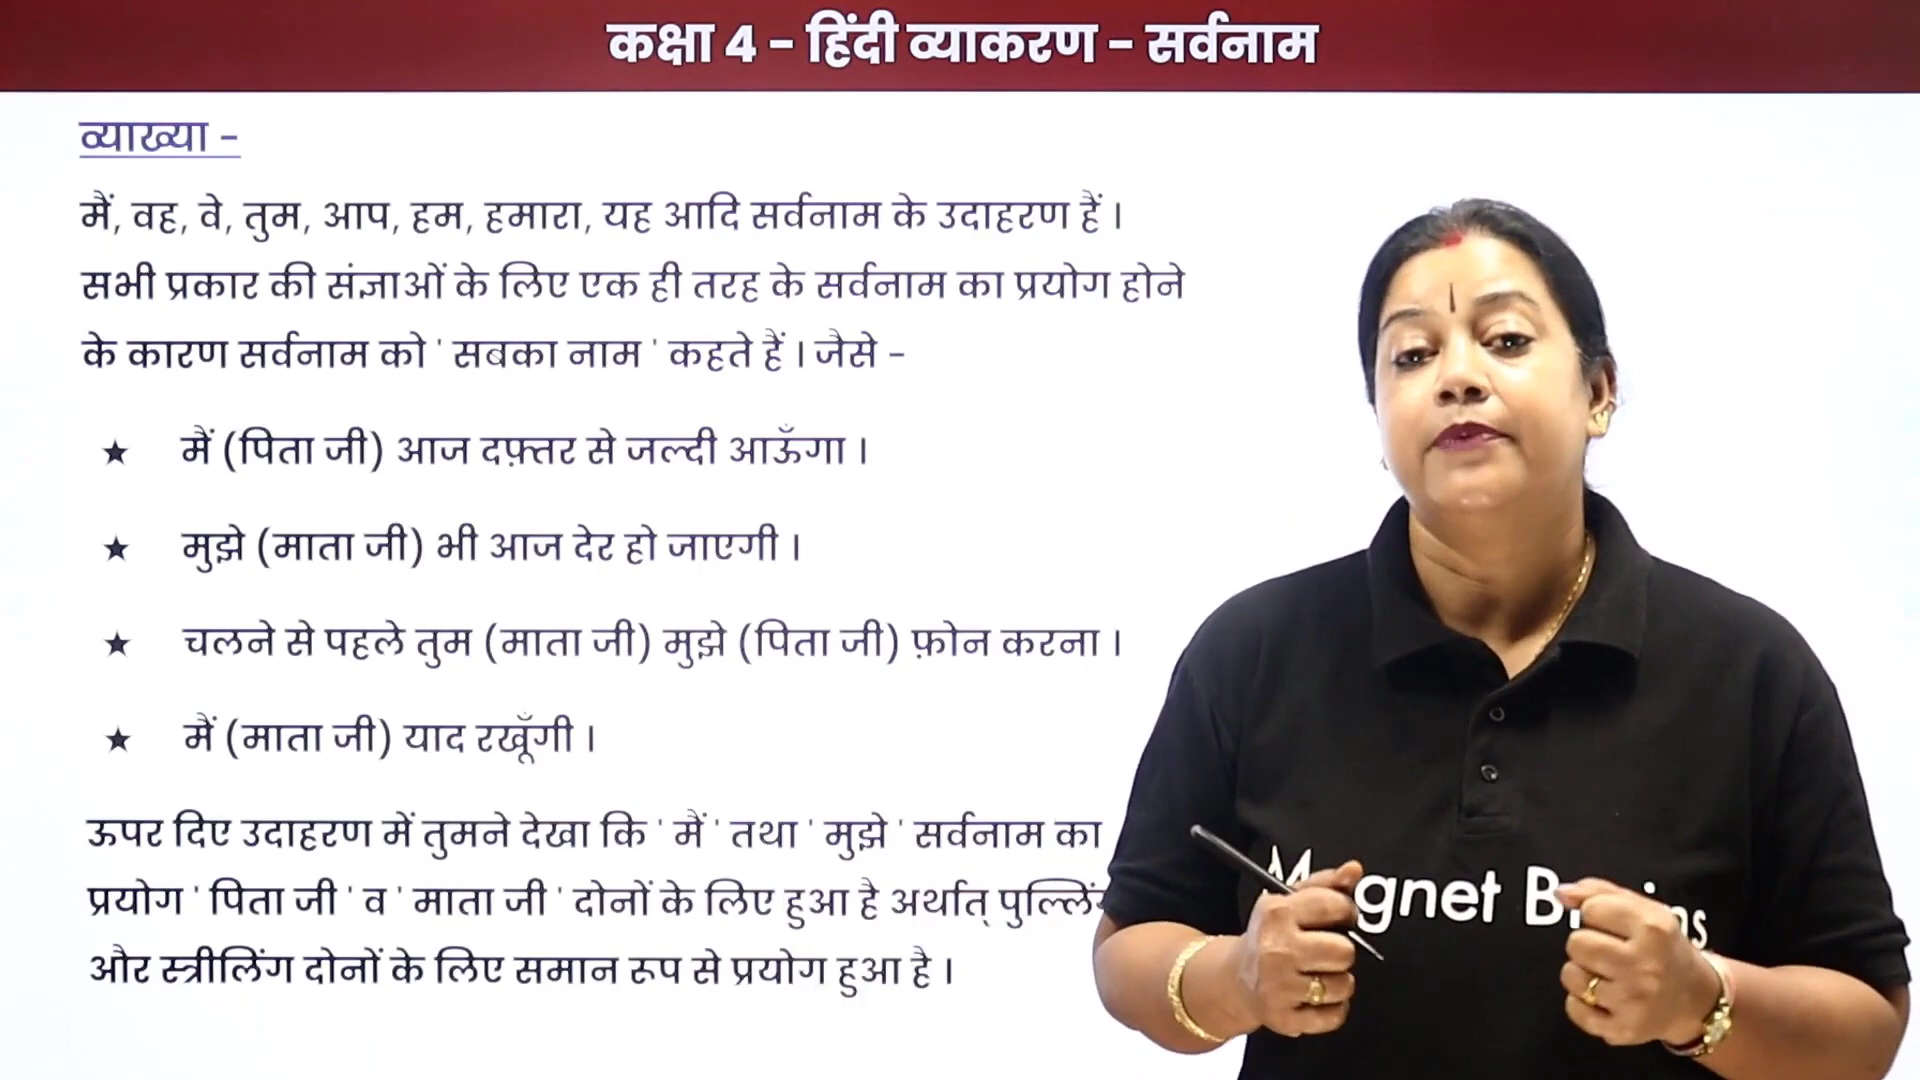 कक्षा 4 - हिंदी व्याकरण - सर्वनाम
व्याख्या -
मैं, वह, वे, तुम, आप, हम, हमारा, यह आदि सर्वनाम के उदाहरण हैं ।
सभी प्रकार की संज्ञाओं के लिए एक ही तरह के सर्वनाम का प्रयोग होने
के कारण सर्वनाम को ' सबका नाम ' कहते हैं । जैसे -
★ मैं (पिता जी) आज दफ़्तर से जल्दी आऊँगा ।
★ मुझे (माता जी) भी आज देर हो जाएगी ।
★ चलने से पहले तुम (माता जी) मुझे (पिता जी) फ़ोन करना ।
★ मैं (माता जी) याद रखूँगी ।
ऊपर दिए उदाहरण में तुमने देखा कि ' मैं ' तथा ' मुझे ' सर्वनाम का
प्रयोग ' पिता जी ' व ' माता जी ' दोनों के लिए हुआ है अर्थात्
और स्त्रीलिंग दोनों के लिए समान रूप से प्रयोग हुआ है ।